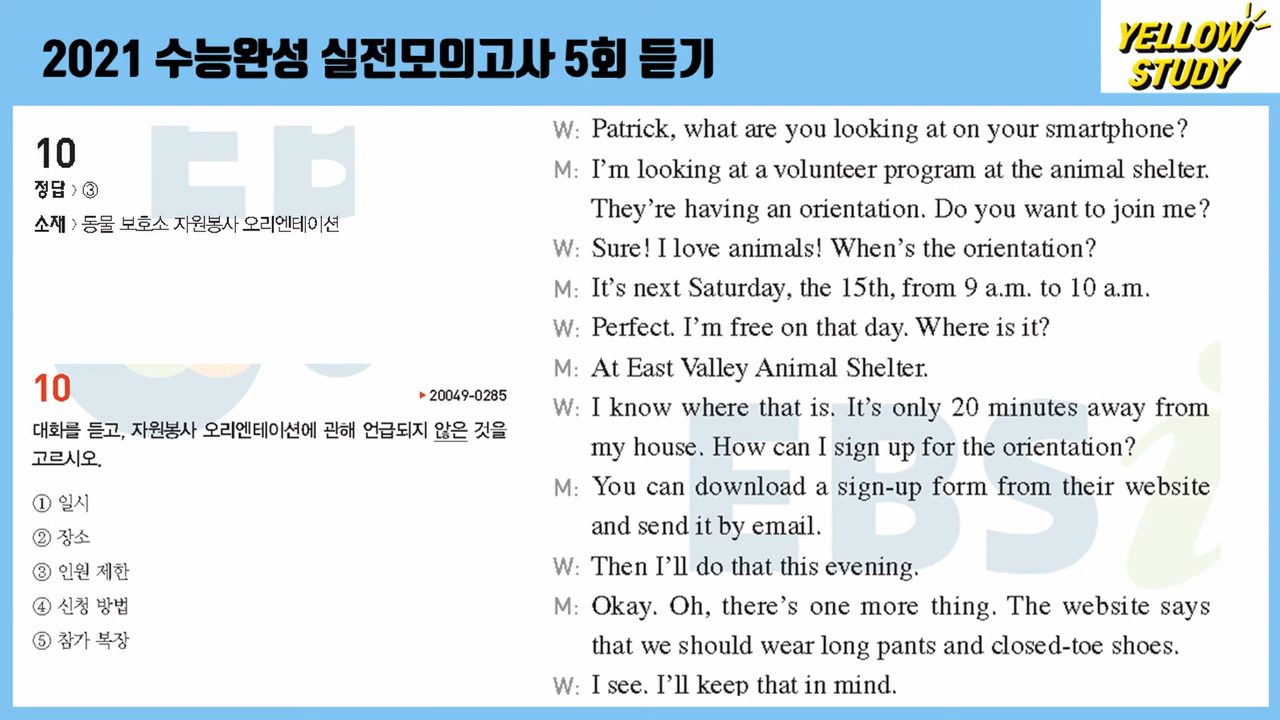 2021 수능완성 실전모의고사 5회 듣기
YELLOW
STUDY
10
정답 > ③
소재 > 동물 보호소 자원봉사 오리엔테이션
10
▶20049-0285
대화를 듣고, 자원봉사 오리엔테이션에 관해 언급되지 않은 것을
고르시오.
① 일시
② 장소
③ 인원 제한
④ 신청 방법
⑤ 참가 복장
W: Patrick, what are you looking at on your smartphone?
M: I'm looking at a volunteer program at the animal shelter.
They're having an orientation. Do you want to join me?
W: Sure! I love animals! When's the orientation?
M: It's next Saturday, the 15th, from 9 a.m. to 10 a.m.
W: Perfect. I'm free on that day. Where is it?
M: At East Valley Animal Shelter.
W: I know where that is. It's only 20 minutes away from
my house. How can I sign up for the orientation?
M: You can download a sign-up form from their website
and send it by email.
W: Then I'll do that this evening.
M: Okay. Oh, there's one more thing. The website says
that we should wear long pants and closed-toe shoes.
W: I see. I'll keep that in mind.
EBSi